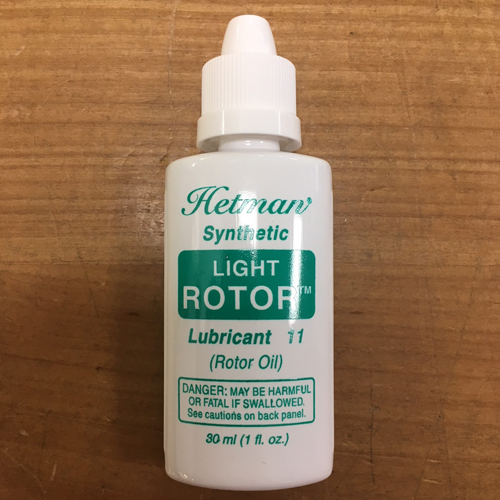 Hetman
Synthetic
LIGHT
ROTOR™
Lubricant 11
(Rotor Oil)
DANGER: MAY BE HARMFUL
OR FATAL IF SWALLOWED.
See cautions on back panel.
30 ml (1 fl. oz.)